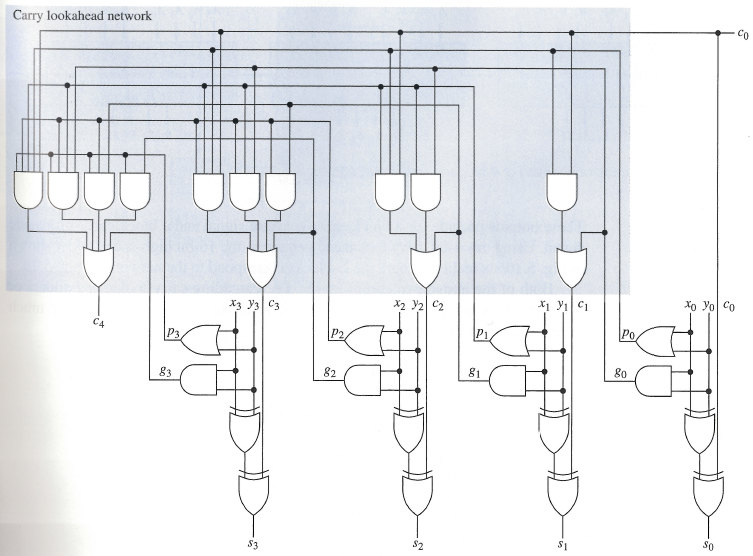 Carry lookahead network
c0
c4
x3 y3 c3
x2 y2 c2
x1 y1 c1
x0 y0 c0
p3
p2
p1
p0
g3
g2
g1
g0
s3
s2
s1
s0